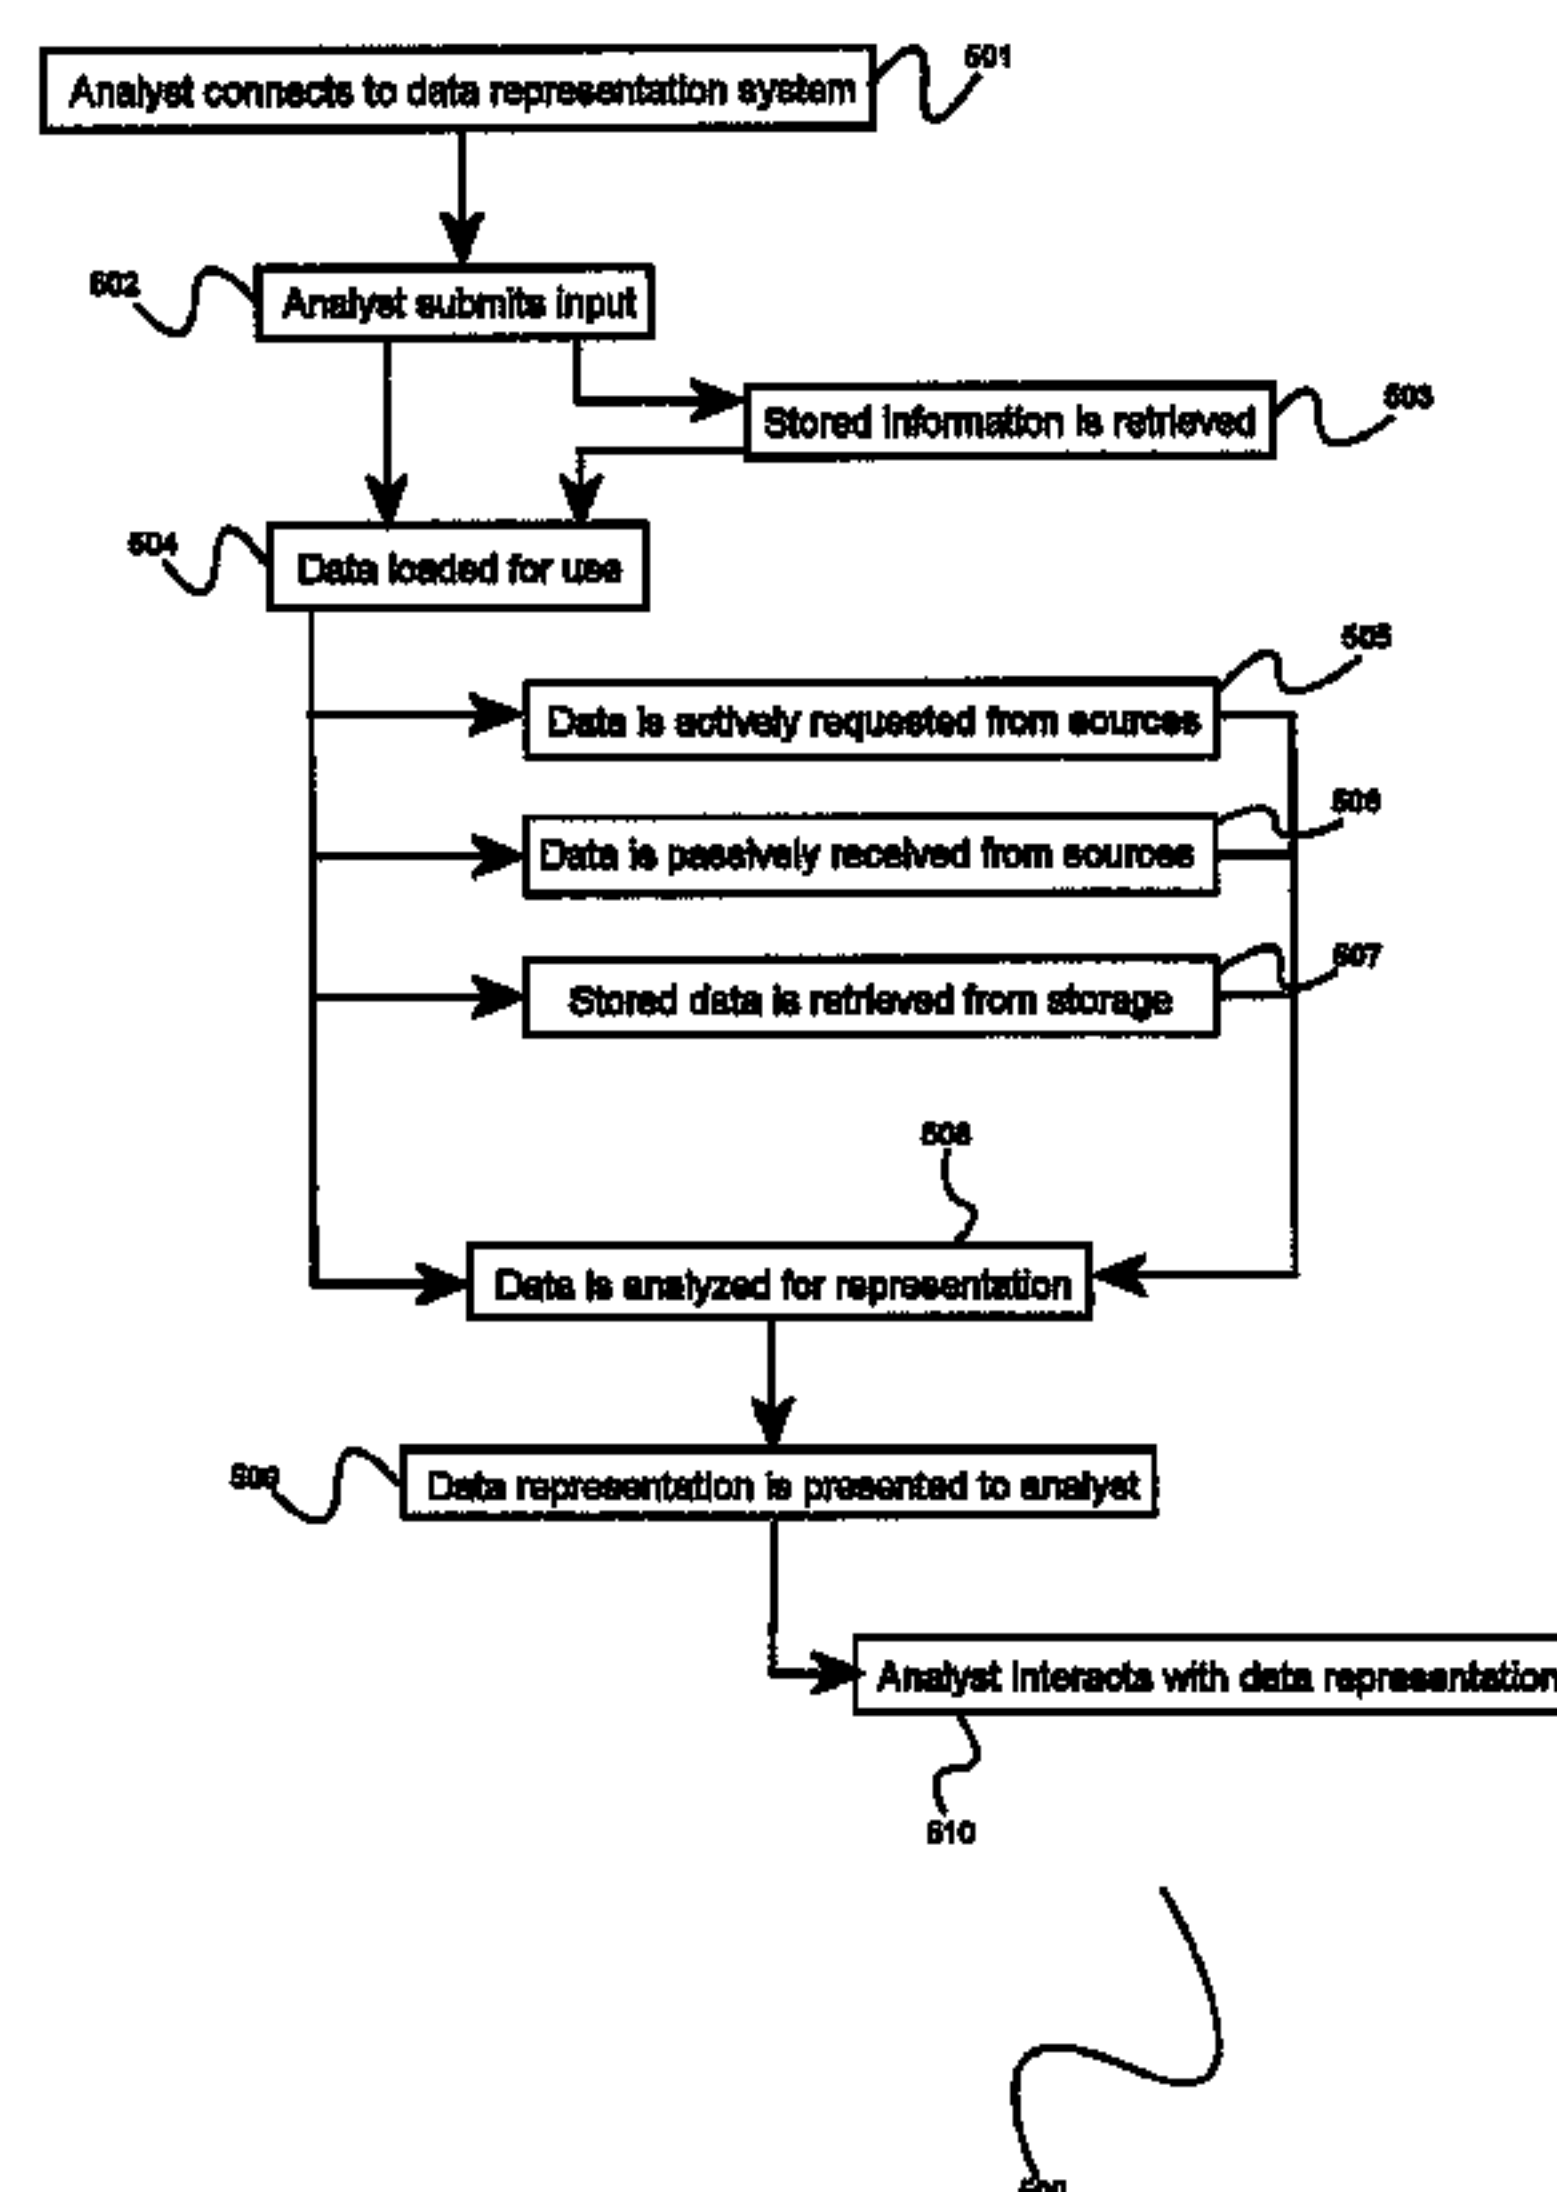 Analyst connects to data representation system
501
502
Analyst submits input
503
Stored information is retrieved
504
Data loaded for use
505
Data is actively requested from sources
506
Data is passively received from sources
507
Stored data is retrieved from storage
508
Data is analyzed for representation
509
Data representation is presented to analyst
Analyst interacts with data representation
510